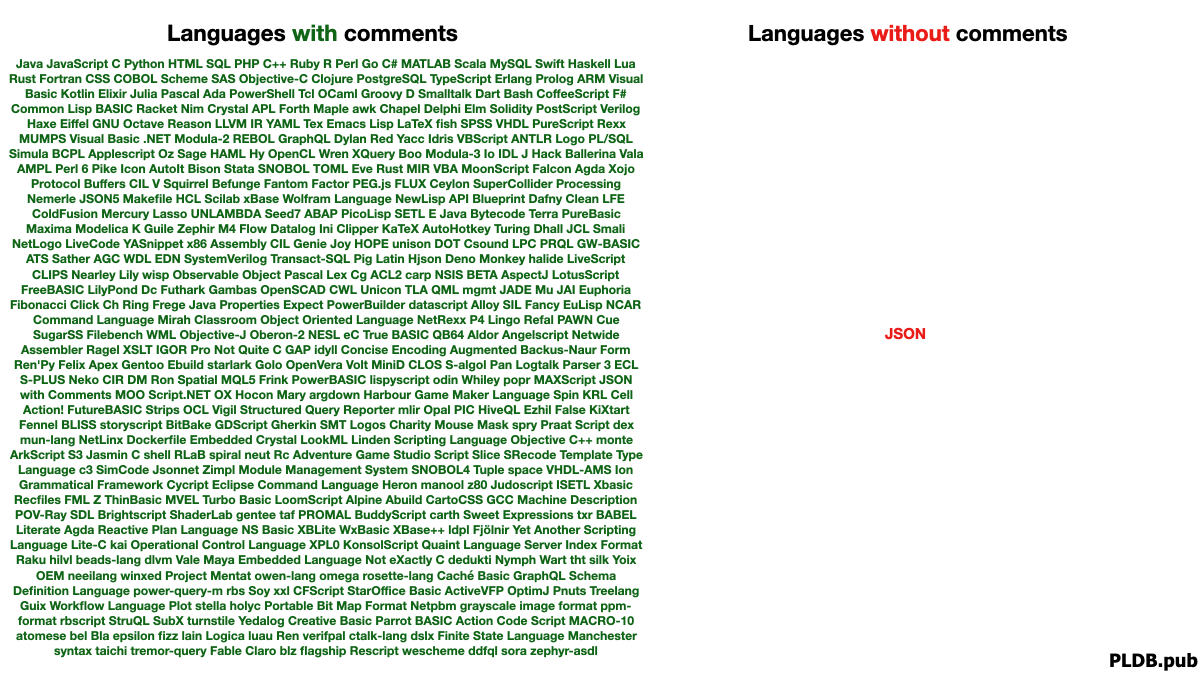 Languages with comments
Java JavaScript C Python HTML SQL PHP C++ Ruby R Perl Go C# MATLAB Scala MySQL Swift Haskell Lua
Rust Fortran CSS COBOL Scheme SAS Objective-C Clojure PostgreSQL TypeScript Erlang Prolog ARM Visual
Basic Kotlin Elixir Julia Pascal Ada PowerShell Tcl OCaml Groovy D Smalltalk Dart Bash CoffeeScript F#
Common Lisp BASIC Racket Nim Crystal APL Forth Maple awk Chapel Delphi Elm Solidity PostScript Verilog
Haxe Eiffel GNU Octave Reason LLVM IR YAML Tex Emacs Lisp LaTeX fish SPSS VHDL PureScript Rexx
MUMPS Visual Basic .NET Modula-2 REBOL GraphQL Dylan Red Yacc Idris VBScript ANTLR Logo PL/SQL
Simula BCPL Applescript Oz Sage HAML Hy OpenCL Wren XQuery Boo Modula-3 Io IDL J Hack Ballerina Vala
AMPL Perl 6 Pike Icon AutoIt Bison Stata SNOBOL TOML Eve Rust MIR VBA MoonScript Falcon Agda Xojo
Protocol Buffers CIL V Squirrel Befunge Fantom Factor PEG.js FLUX Ceylon SuperCollider Processing
Nemerle JSON5 Makefile HCL Scilab xBase Wolfram Language NewLisp API Blueprint Dafny Clean LFE
ColdFusion Mercury Lasso UNLAMBDA Seed7 ABAP PicoLisp SETL E Java Bytecode Terra PureBasic
Maxima Modelica K Guile Zephir M4 Flow Datalog Ini Clipper KaTeX AutoHotkey Turing Dhall JCL Smali
NetLogo LiveCode YASnippet x86 Assembly CIL Genie Joy HOPE unison DOT Csound LPC PRQL GW-BASIC
ATS Sather AGC WDL EDN SystemVerilog Transact-SQL Pig Latin Hjson Deno Monkey halide LiveScript
CLIPS Nearley Lily wisp Observable Object Pascal Lex Cg ACL2 carp NSIS BETA AspectJ LotusScript
FreeBASIC LilyPond Dc Futhark Gambas OpenSCAD CWL Unicon TLA QML mgmt JADE Mu JAI Euphoria
Fibonacci Click Ch Ring Frege Java Properties Expect PowerBuilder datascript Alloy SIL Fancy EuLisp NCAR
Command Language Mirah Classroom Object Oriented Language NetRexx P4 Lingo Refal PAWN Cue
SugarSS Filebench WML Objective-J Oberon-2 NESL eC True BASIC QB64 Aldor Angelscript Netwide
Assembler Ragel XSLT IGOR Pro Not Quite C GAP idyll Concise Encoding Augmented Backus-Naur Form
Ren'Py Felix Apex Gentoo Ebuild starlark Golo OpenVera Volt MiniD CLOS S-algol Pan Logtalk Parser 3 ECL
S-PLUS Neko CIR DM Ron Spatial MQL5 Frink PowerBASIC lispyscript odin Whiley popr MAXScript JSON
with Comments MOO Script.NET OX Hocon Mary argdown Harbour Game Maker Language Spin KRL Cell
Action! FutureBASIC Strips OCL Vigil Structured Query Reporter mlir Opal PIC HiveQL Ezhil False KiXtart
Fennel BLISS storyscript BitBake GDScript Gherkin SMT Logos Charity Mouse Mask spry Praat Script dex
mun-lang NetLinx Dockerfile Embedded Crystal LookML Linden Scripting Language Objective C++ monte
ArkScript S3 Jasmin C shell RLaB spiral neut Rc Adventure Game Studio Script Slice SRecode Template Type
Language c3 SimCode Jsonnet Zimpl Module Management System SNOBOL4 Tuple space VHDL-AMS Ion
Grammatical Framework Cycript Eclipse Command Language Heron manool z80 Judoscript ISETL Xbasic
Recfiles FML Z ThinBasic MVEL Turbo Basic LoomScript Alpine Abuild CartoCSS GCC Machine Description
POV-Ray SDL Brightscript ShaderLab gentee taf PROMAL BuddyScript carth Sweet Expressions txr BABEL
Literate Agda Reactive Plan Language NS Basic XBLite WxBasic XBase++ ldpl Fjölnir Yet Another Scripting
Language Lite-C kai Operational Control Language XPL0 KonsolScript Quaint Language Server Index Format
Raku hilvl beads-lang dlvm Vale Maya Embedded Language Not eXactly C dedukti Nymph Wart tht silk Yoix
OEM neeilang winxed Project Mentat owen-lang omega rosette-lang Caché Basic GraphQL Schema
Definition Language power-query-m rbs Soy xxl CFScript StarOffice Basic ActiveVFP OptimJ Pnuts Treelang
Guix Workflow Language Plot stella holyc Portable Bit Map Format Netpbm grayscale image format ppm-
format rbscript StruQL SubX turnstile Yedalog Creative Basic Parrot BASIC Action Code Script MACRO-10
atomese bel Bla epsilon fizz lain Logica luau Ren verifpal ctalk-lang dslx Finite State Language Manchester
syntax taichi tremor-query Fable Claro blz flagship Rescript wescheme ddfql sora zephyr-asdl
Languages without comments
JSON
PLDB.pub